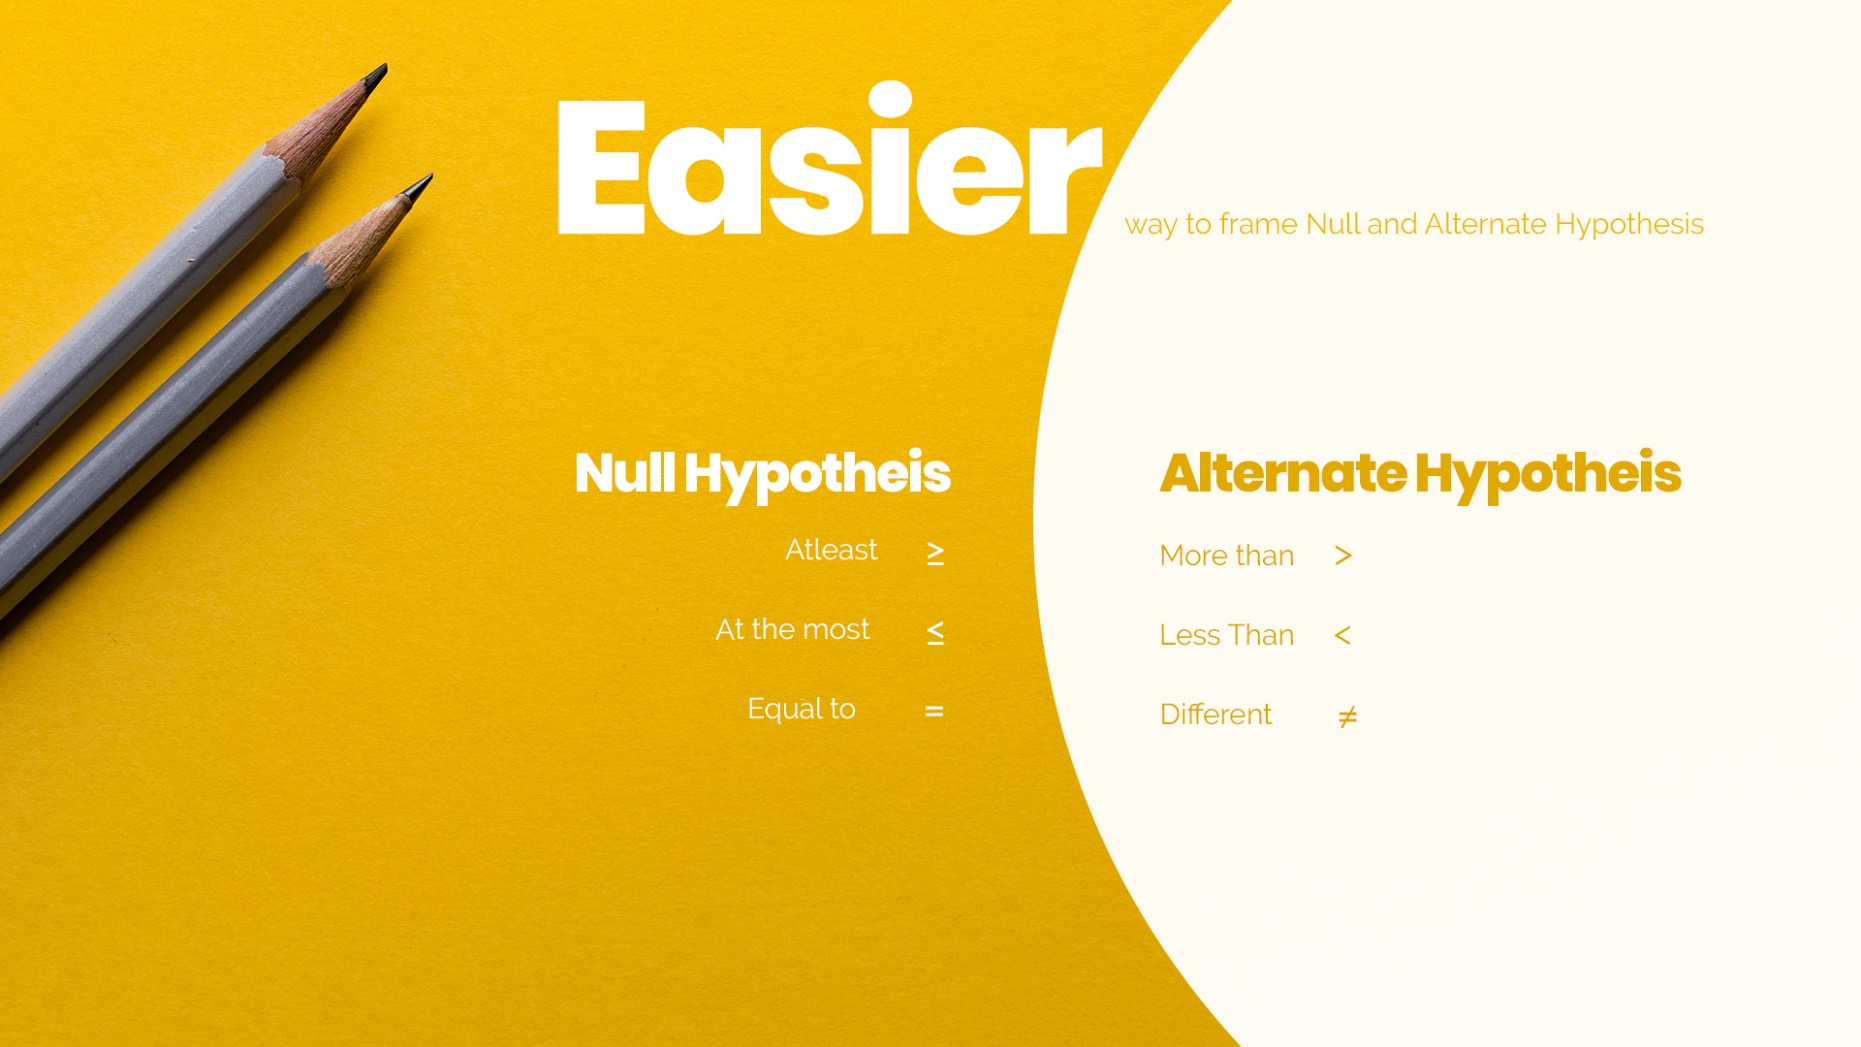 Easier way to frame Null and Alternate Hypothesis
Null Hypotheis
Atleast ≥
At the most ≤
Equal to =
Alternate Hypotheis
More than >
Less Than <
Different ≠